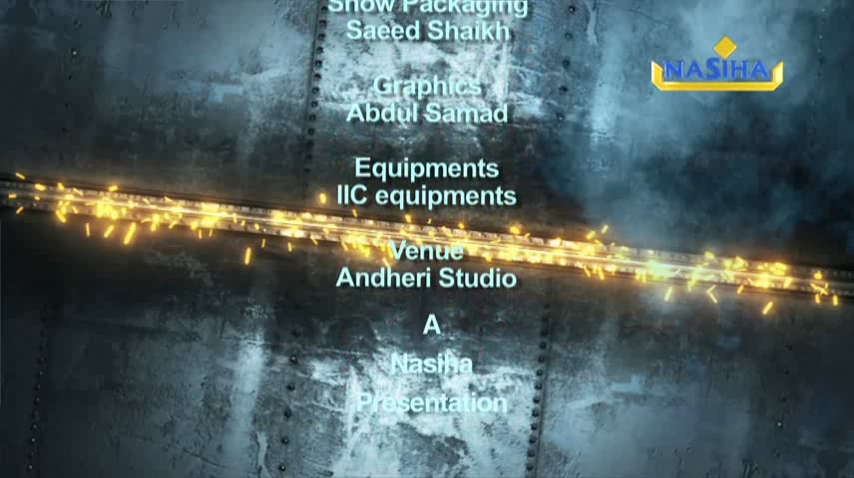 Show Packaging
Saeed Shaikh
NASIHA
Graphics
Abdul Samad
Equipments
IIC equipments
Venue
Andheri Studio
A
Nasiha
Presentation